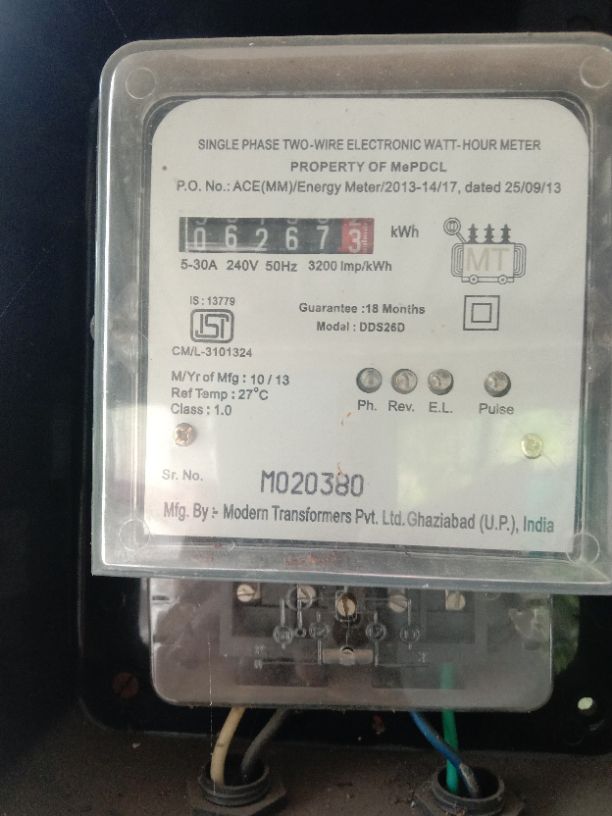 SINGLE PHASE TWO-WIRE ELECTRONIC WATT-HOUR METER
PROPERTY OF MePDCL
P.O. No.: ACE(MM)/Energy Meter/2013-14/17, dated 25/09/13
062673 kWh
5-30A 240V 50Hz 3200 Imp/kWh
MT
IS : 13779
ISI
CM/L-3101324
Guarantee :18 Months
Model : DDS26D
M/Yr of Mfg : 10 / 13
Ref Temp : 27°C
Class : 1.0
Ph. Rev. E.L. Pulse
Sr. No.
M020380
Mfg. By :- Modern Transformers Pvt. Ltd. Ghaziabad (U.P.), India